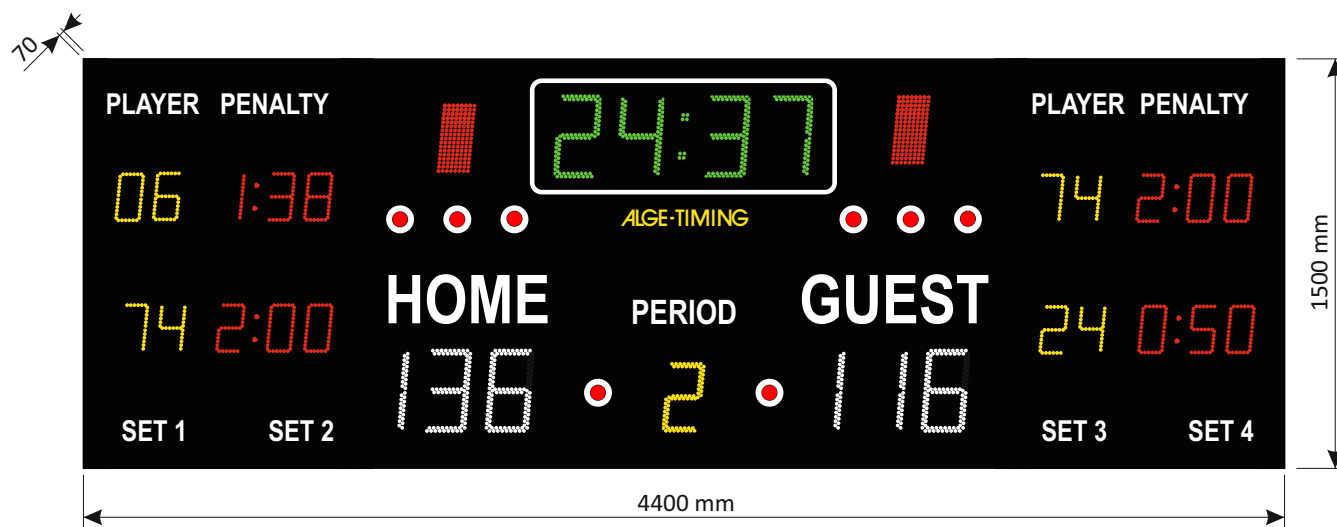 70
PLAYER PENALTY
24:37
PLAYER PENALTY
06 1:38
74 2:00
ALGE-TIMING
HOME
PERIOD
GUEST
74 2:00
24 0:50
136
2
116
SET 1 SET 2
SET 3 SET 4
1500 mm
4400 mm